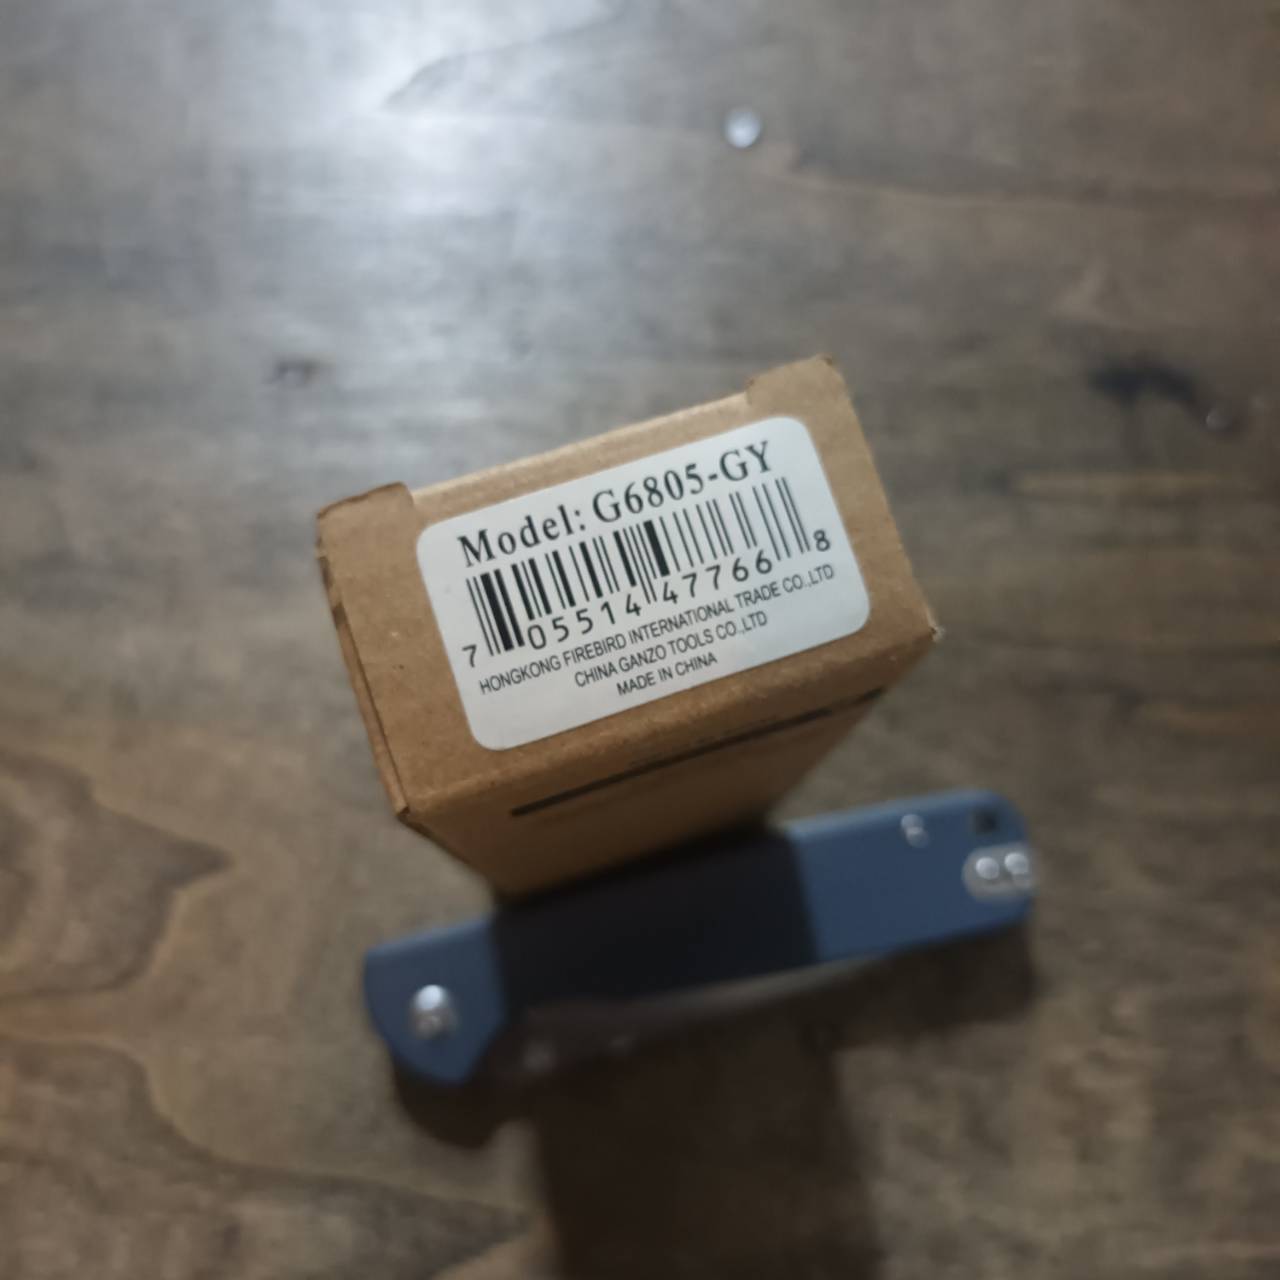 Model: G6805-GY
7 05514 47766 8
HONGKONG FIREBIRD INTERNATIONAL TRADE CO.,LTD
CHINA GANZO TOOLS CO.,LTD
MADE IN CHINA